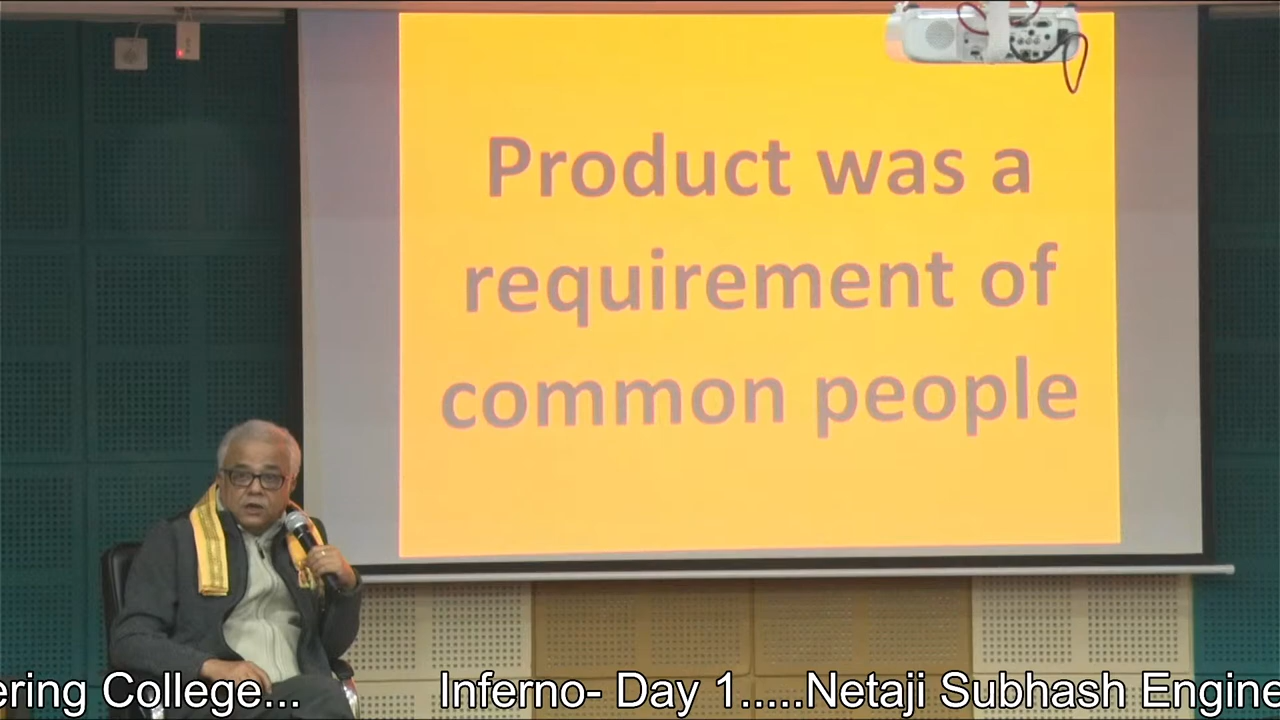 Product was a
requirement of
common people
ering College... Inferno- Day 1.....Netaji Subhash Engine